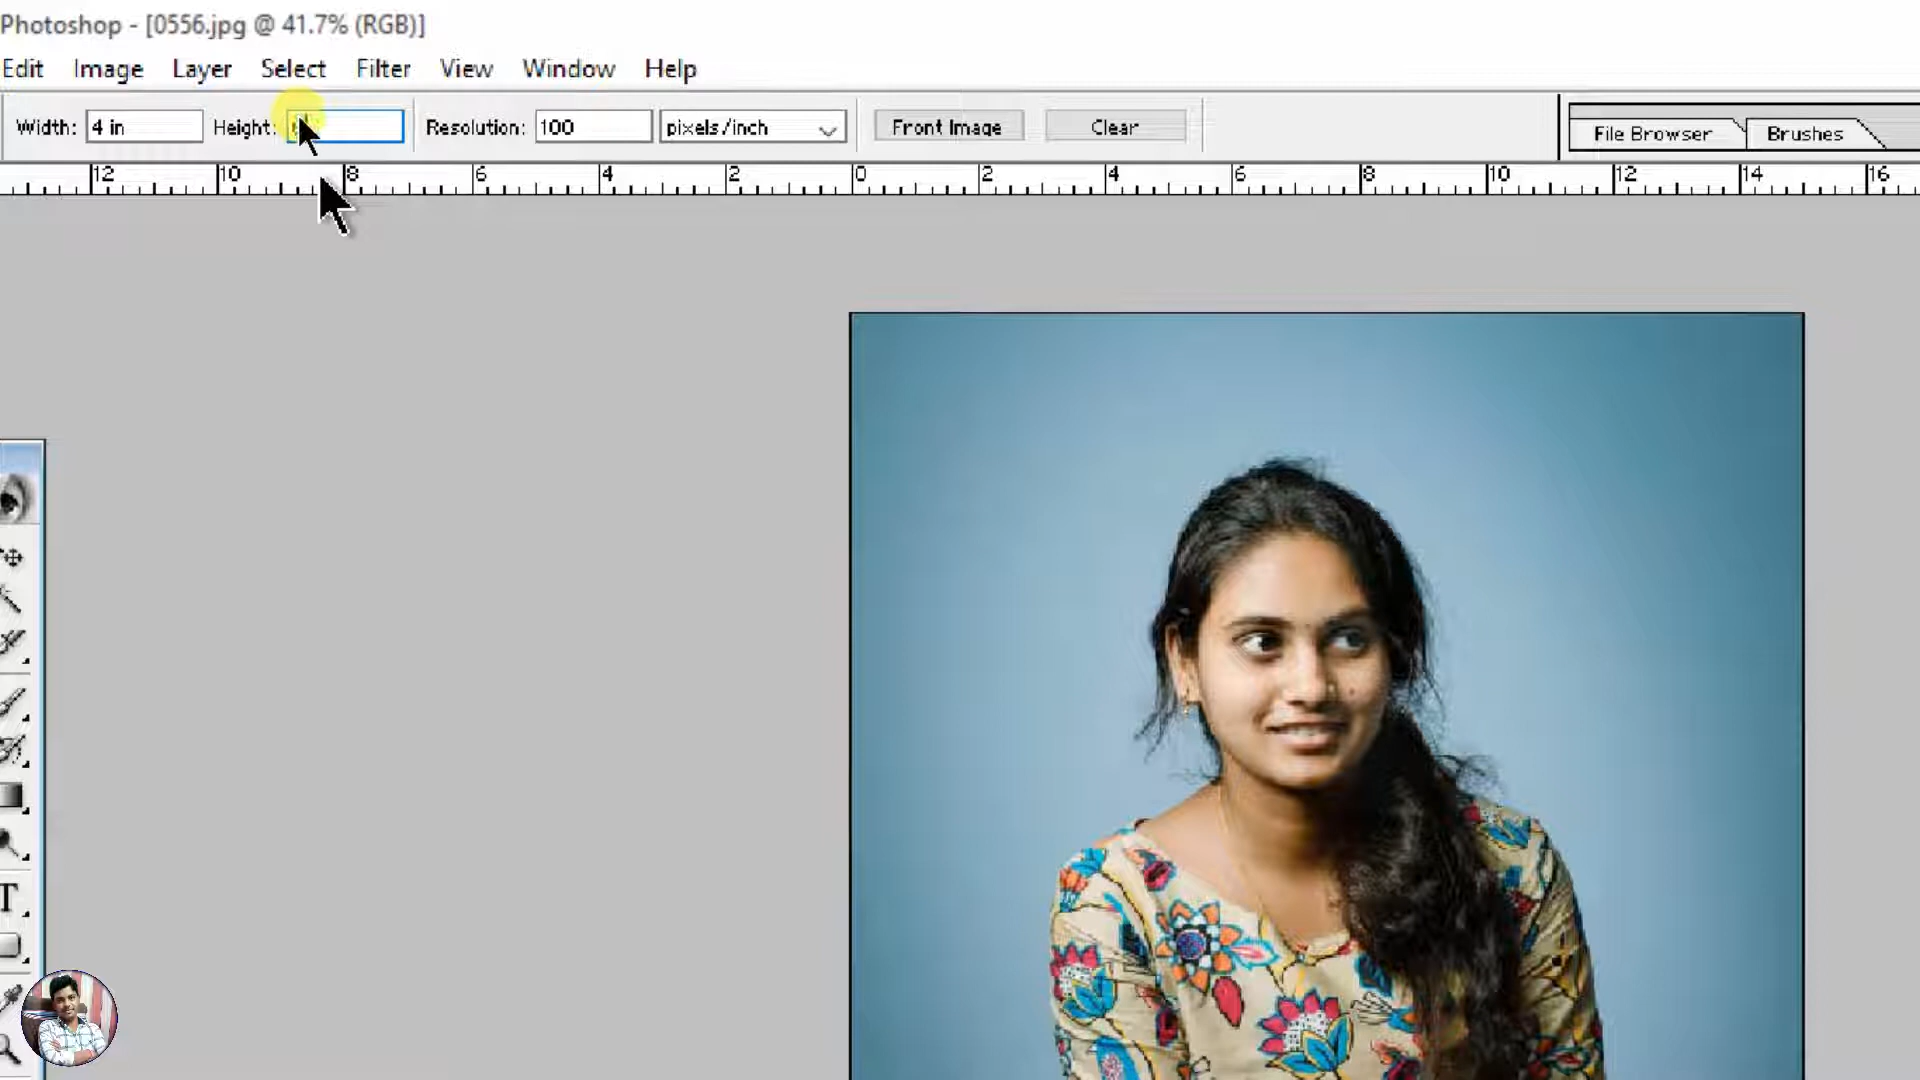 Photoshop - [0556.jpg @ 41.7% (RGB)]
Edit Image Layer Select Filter View Window Help
Width: 4 in Height: Resolution: 100 pixels/inch Front Image Clear File Browser Brushes
12 10 8 6 4 2 0 2 4 6 8 10 12 14 16
T